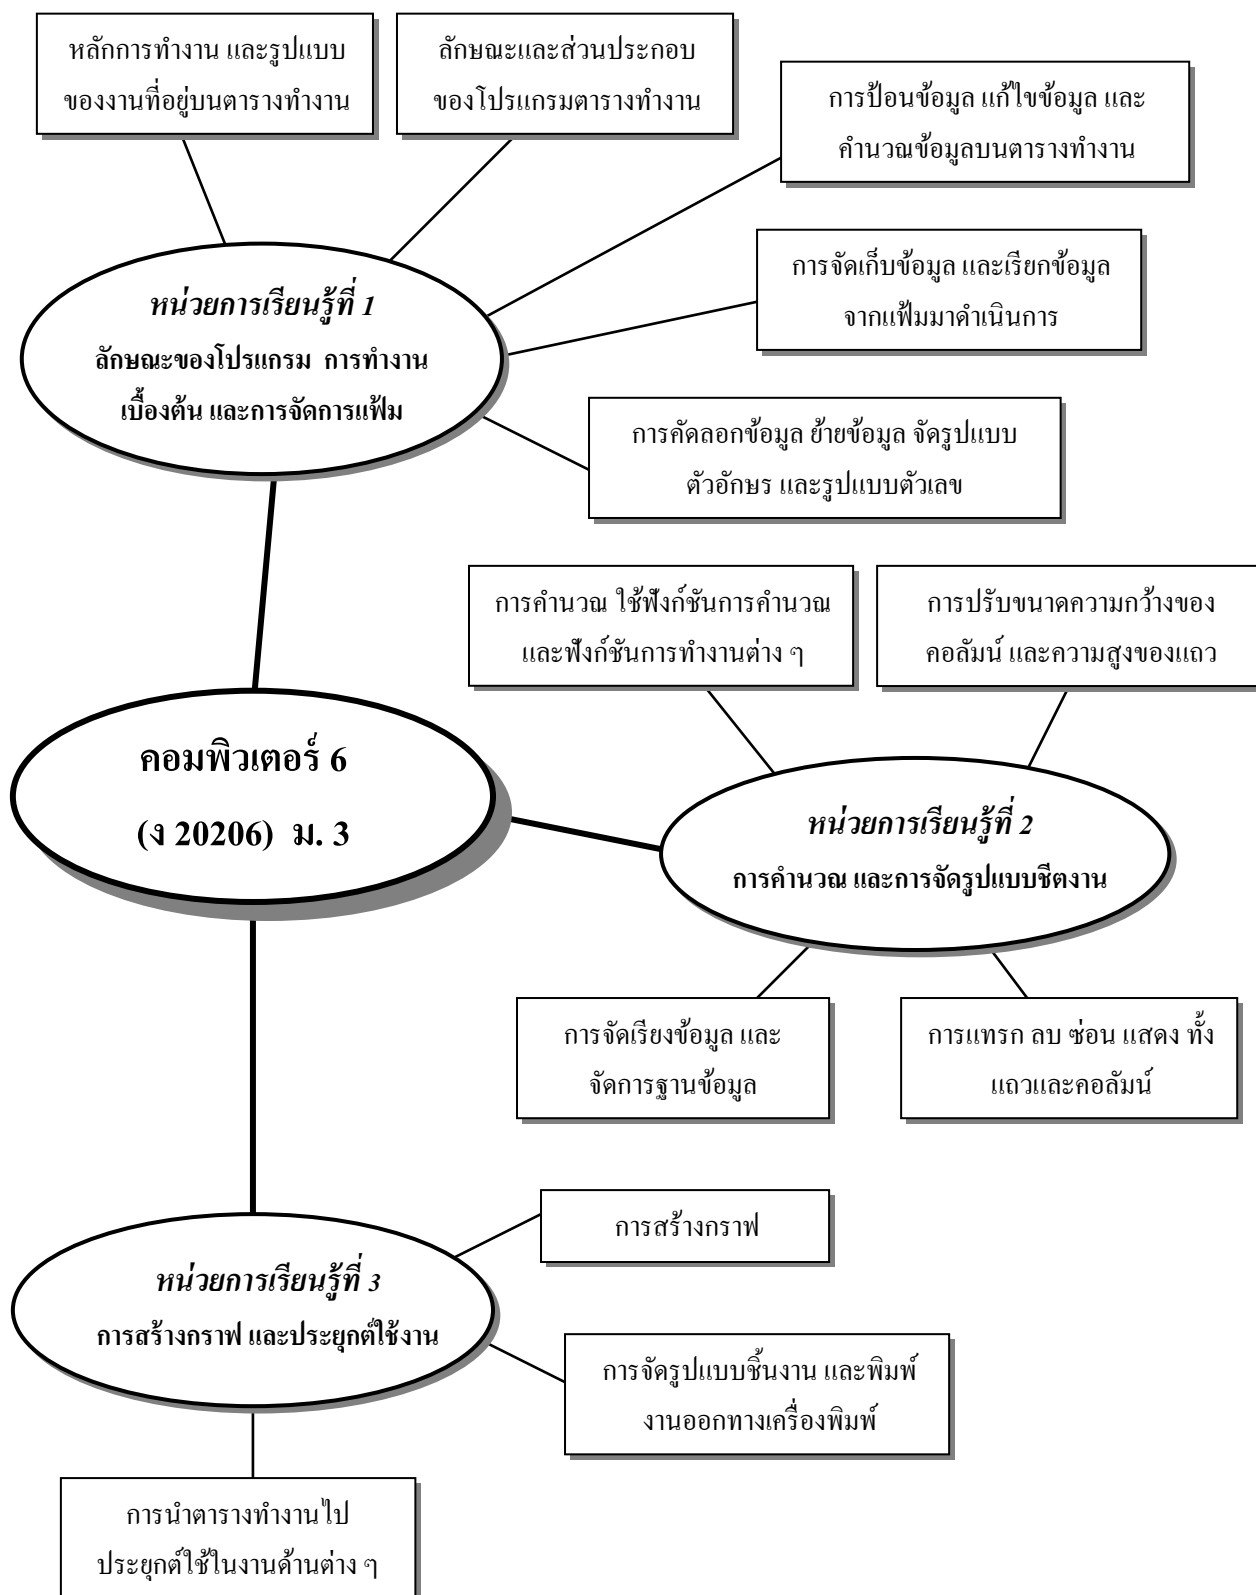 หลักการทำงาน และรูปแบบ
ของงานที่อยู่บนตารางทำงาน
ลักษณะและส่วนประกอบ
ของโปรแกรมตารางทำงาน
การป้อนข้อมูล แก้ไขข้อมูล และ
คำนวณข้อมูลบนตารางทำงาน
การจัดเก็บข้อมูล และเรียกข้อมูล
จากแฟ้มมาดำเนินการ
หน่วยการเรียนรู้ที่ 1
ลักษณะของโปรแกรม การทำงาน
เบื้องต้น และการจัดการแฟ้ม
การคัดลอกข้อมูล ย้ายข้อมูล จัดรูปแบบ
ตัวอักษร และรูปแบบตัวเลข
การคำนวณ ใช้ฟังก์ชันการคำนวณ
และฟังก์ชันการทำงานต่าง ๆ
การปรับขนาดความกว้างของ
คอลัมน์ และความสูงของแถว
คอมพิวเตอร์ 6
(ง 20206) ม. 3
หน่วยการเรียนรู้ที่ 2
การคำนวณ และการจัดรูปแบบชีตงาน
การจัดเรียงข้อมูล และ
จัดการฐานข้อมูล
การแทรก ลบ ซ่อน แสดง ทั้ง
แถวและคอลัมน์
การสร้างกราฟ
หน่วยการเรียนรู้ที่ 3
การสร้างกราฟ และประยุกต์ใช้งาน
การจัดรูปแบบชิ้นงาน และพิมพ์
งานออกทางเครื่องพิมพ์
การนำตารางทำงานไป
ประยุกต์ใช้ในงานด้านต่าง ๆ